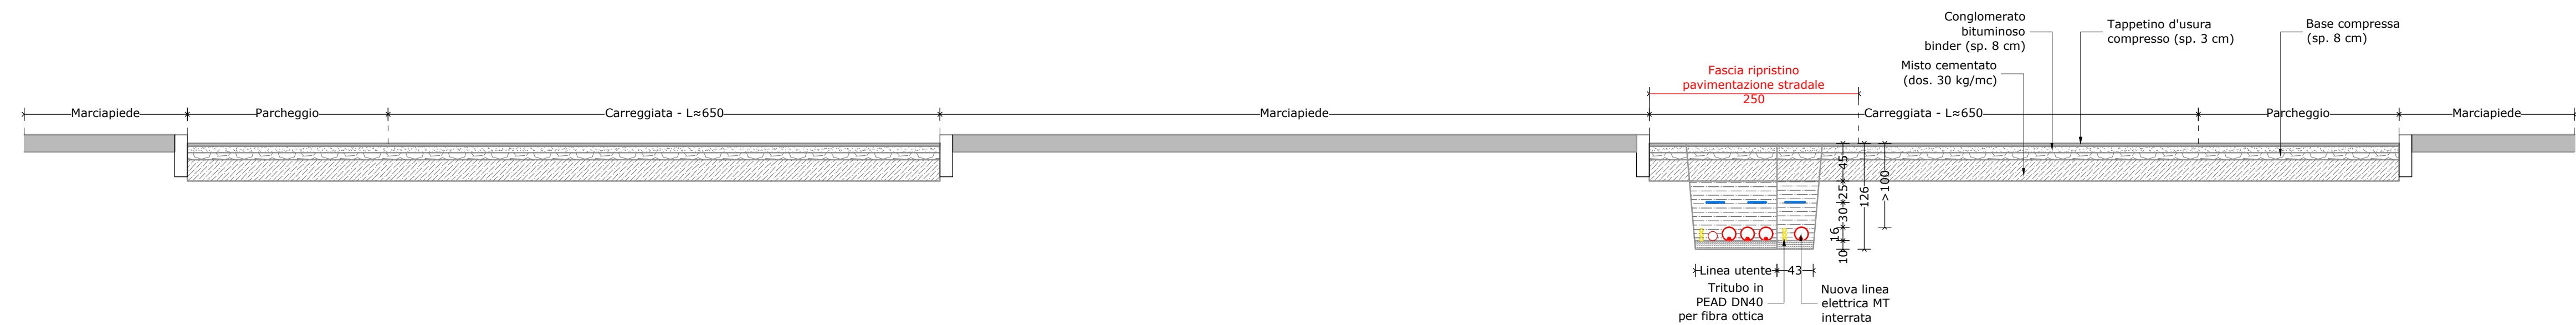 Conglomerato
bituminoso
binder (sp. 8 cm)
Tappetino d'usura
compresso (sp. 3 cm)
Base compressa
(sp. 8 cm)
Misto cementato
(dos. 30 kg/mc)
Fascia ripristino
pavimentazione stradale
250
Marciapiede
Parcheggio
Carreggiata - L≈650
Marciapiede
Carreggiata - L≈650
Parcheggio
Marciapiede
45
25
30
16
10
126
>100
Linea utente
43
Tritubo in
PEAD DN40
per fibra ottica
Nuova linea
elettrica MT
interrata